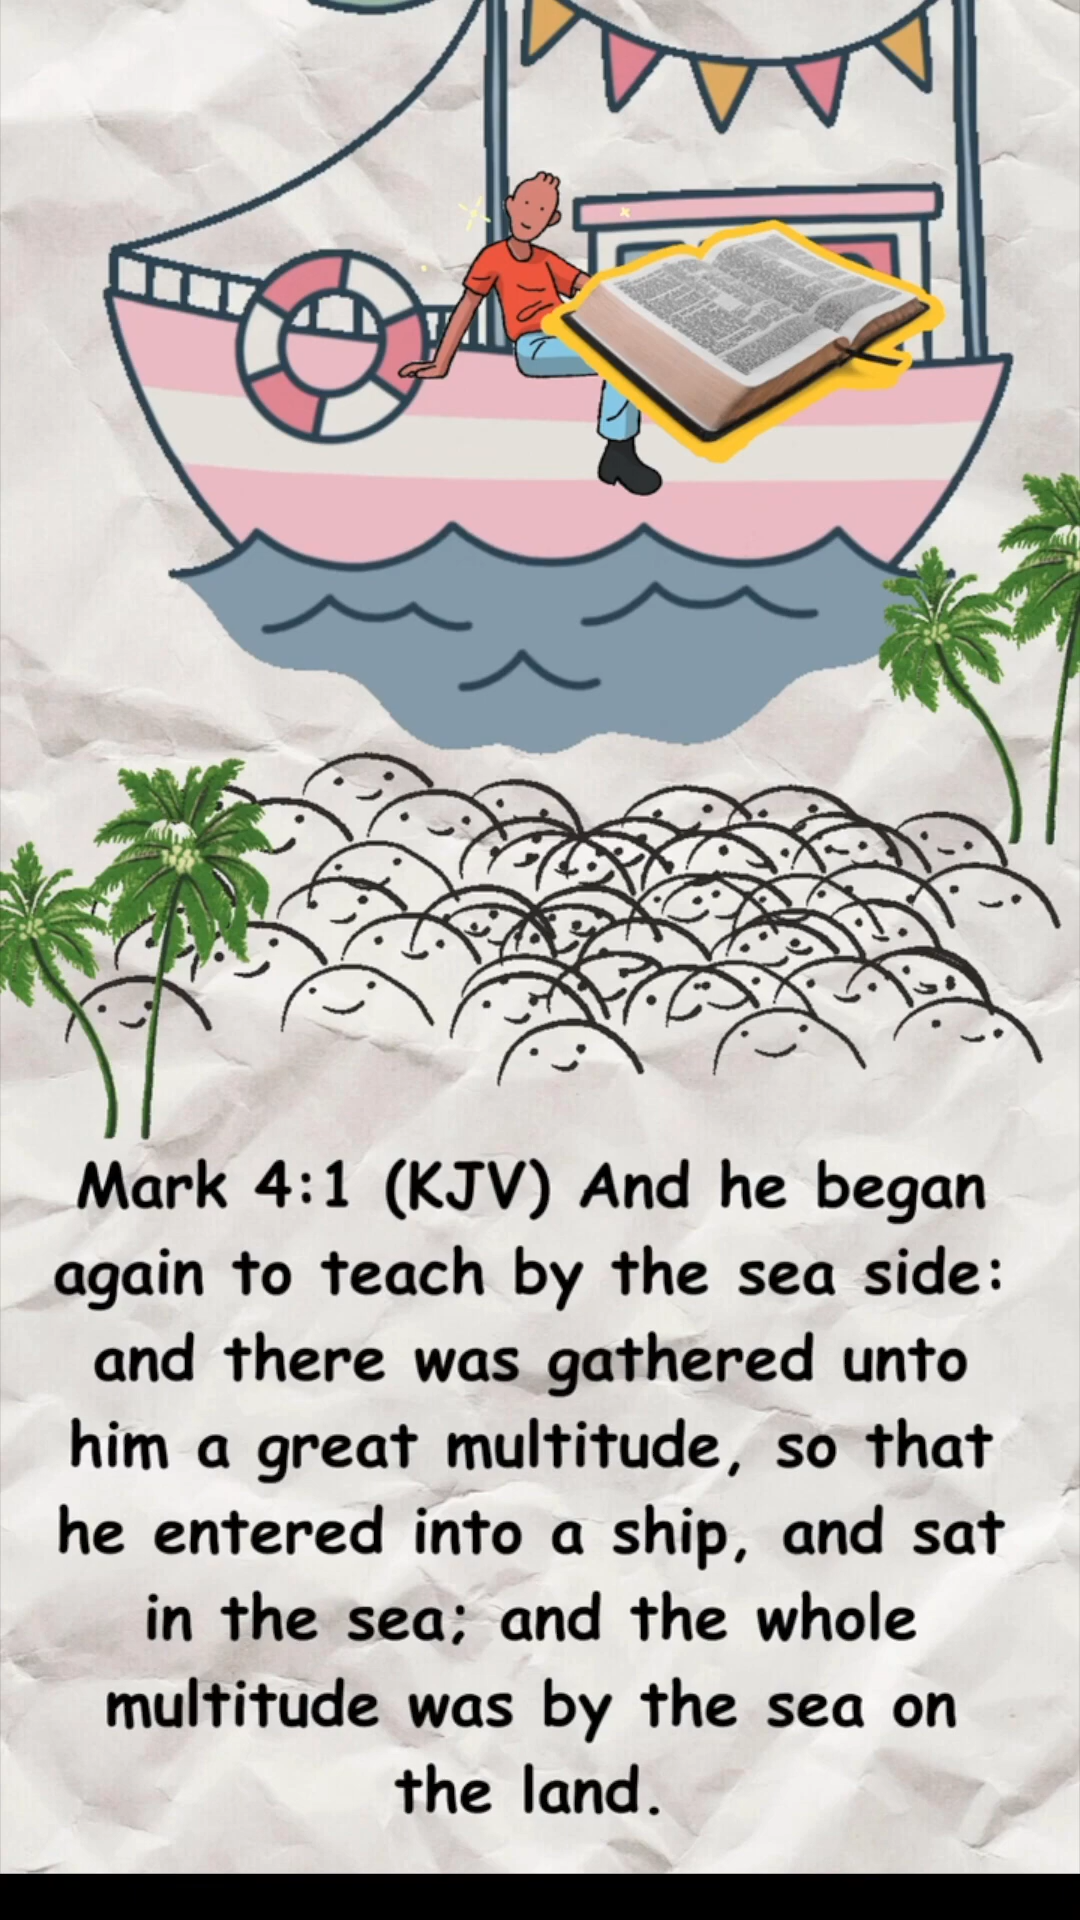 Mark 4:1 (KJV) And he began
again to teach by the sea side:
and there was gathered unto
him a great multitude, so that
he entered into a ship, and sat
in the sea; and the whole
multitude was by the sea on
the land.